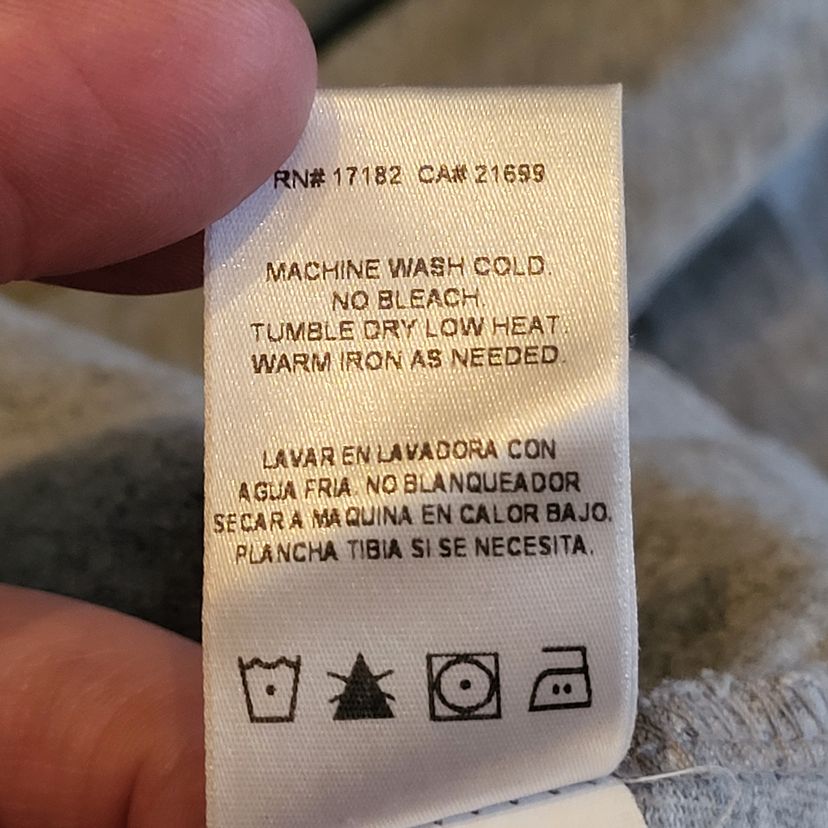 RN# 17182 CA# 21699
MACHINE WASH COLD.
NO BLEACH.
TUMBLE DRY LOW HEAT.
WARM IRON AS NEEDED.
LAVAR EN LAVADORA CON
AGUA FRIA. NO BLANQUEADOR
SECAR A MAQUINA EN CALOR BAJO.
PLANCHA TIBIA SI SE NECESITA.